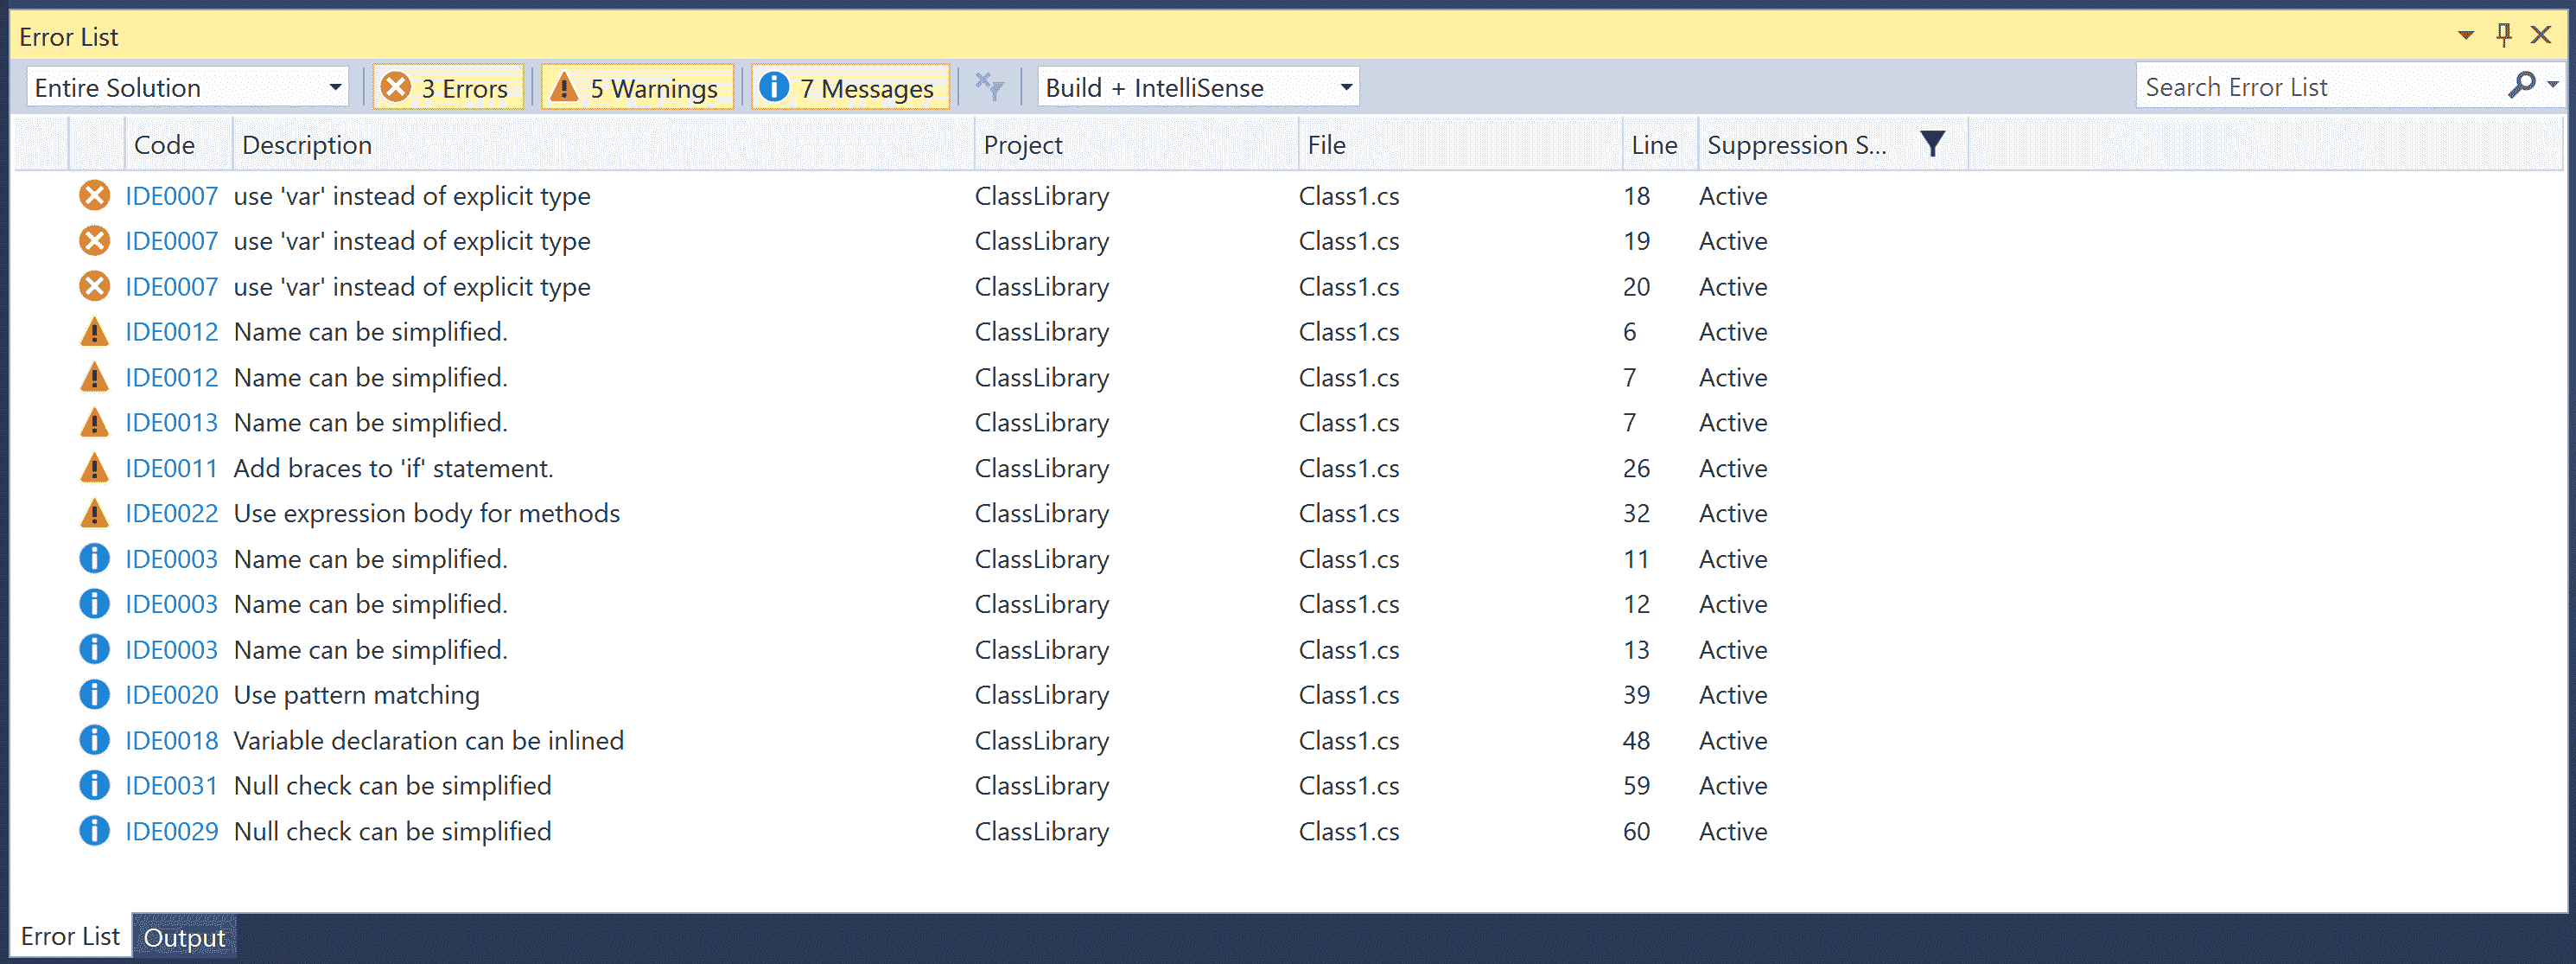 Error List
Entire Solution 3 Errors 5 Warnings 7 Messages Build + IntelliSense Search Error List
Code Description Project File Line Suppression S...
IDE0007 use 'var' instead of explicit type ClassLibrary Class1.cs 18 Active
IDE0007 use 'var' instead of explicit type ClassLibrary Class1.cs 19 Active
IDE0007 use 'var' instead of explicit type ClassLibrary Class1.cs 20 Active
IDE0012 Name can be simplified. ClassLibrary Class1.cs 6 Active
IDE0012 Name can be simplified. ClassLibrary Class1.cs 7 Active
IDE0013 Name can be simplified. ClassLibrary Class1.cs 7 Active
IDE0011 Add braces to 'if' statement. ClassLibrary Class1.cs 26 Active
IDE0022 Use expression body for methods ClassLibrary Class1.cs 32 Active
IDE0003 Name can be simplified. ClassLibrary Class1.cs 11 Active
IDE0003 Name can be simplified. ClassLibrary Class1.cs 12 Active
IDE0003 Name can be simplified. ClassLibrary Class1.cs 13 Active
IDE0020 Use pattern matching ClassLibrary Class1.cs 39 Active
IDE0018 Variable declaration can be inlined ClassLibrary Class1.cs 48 Active
IDE0031 Null check can be simplified ClassLibrary Class1.cs 59 Active
IDE0029 Null check can be simplified ClassLibrary Class1.cs 60 Active
Error List Output